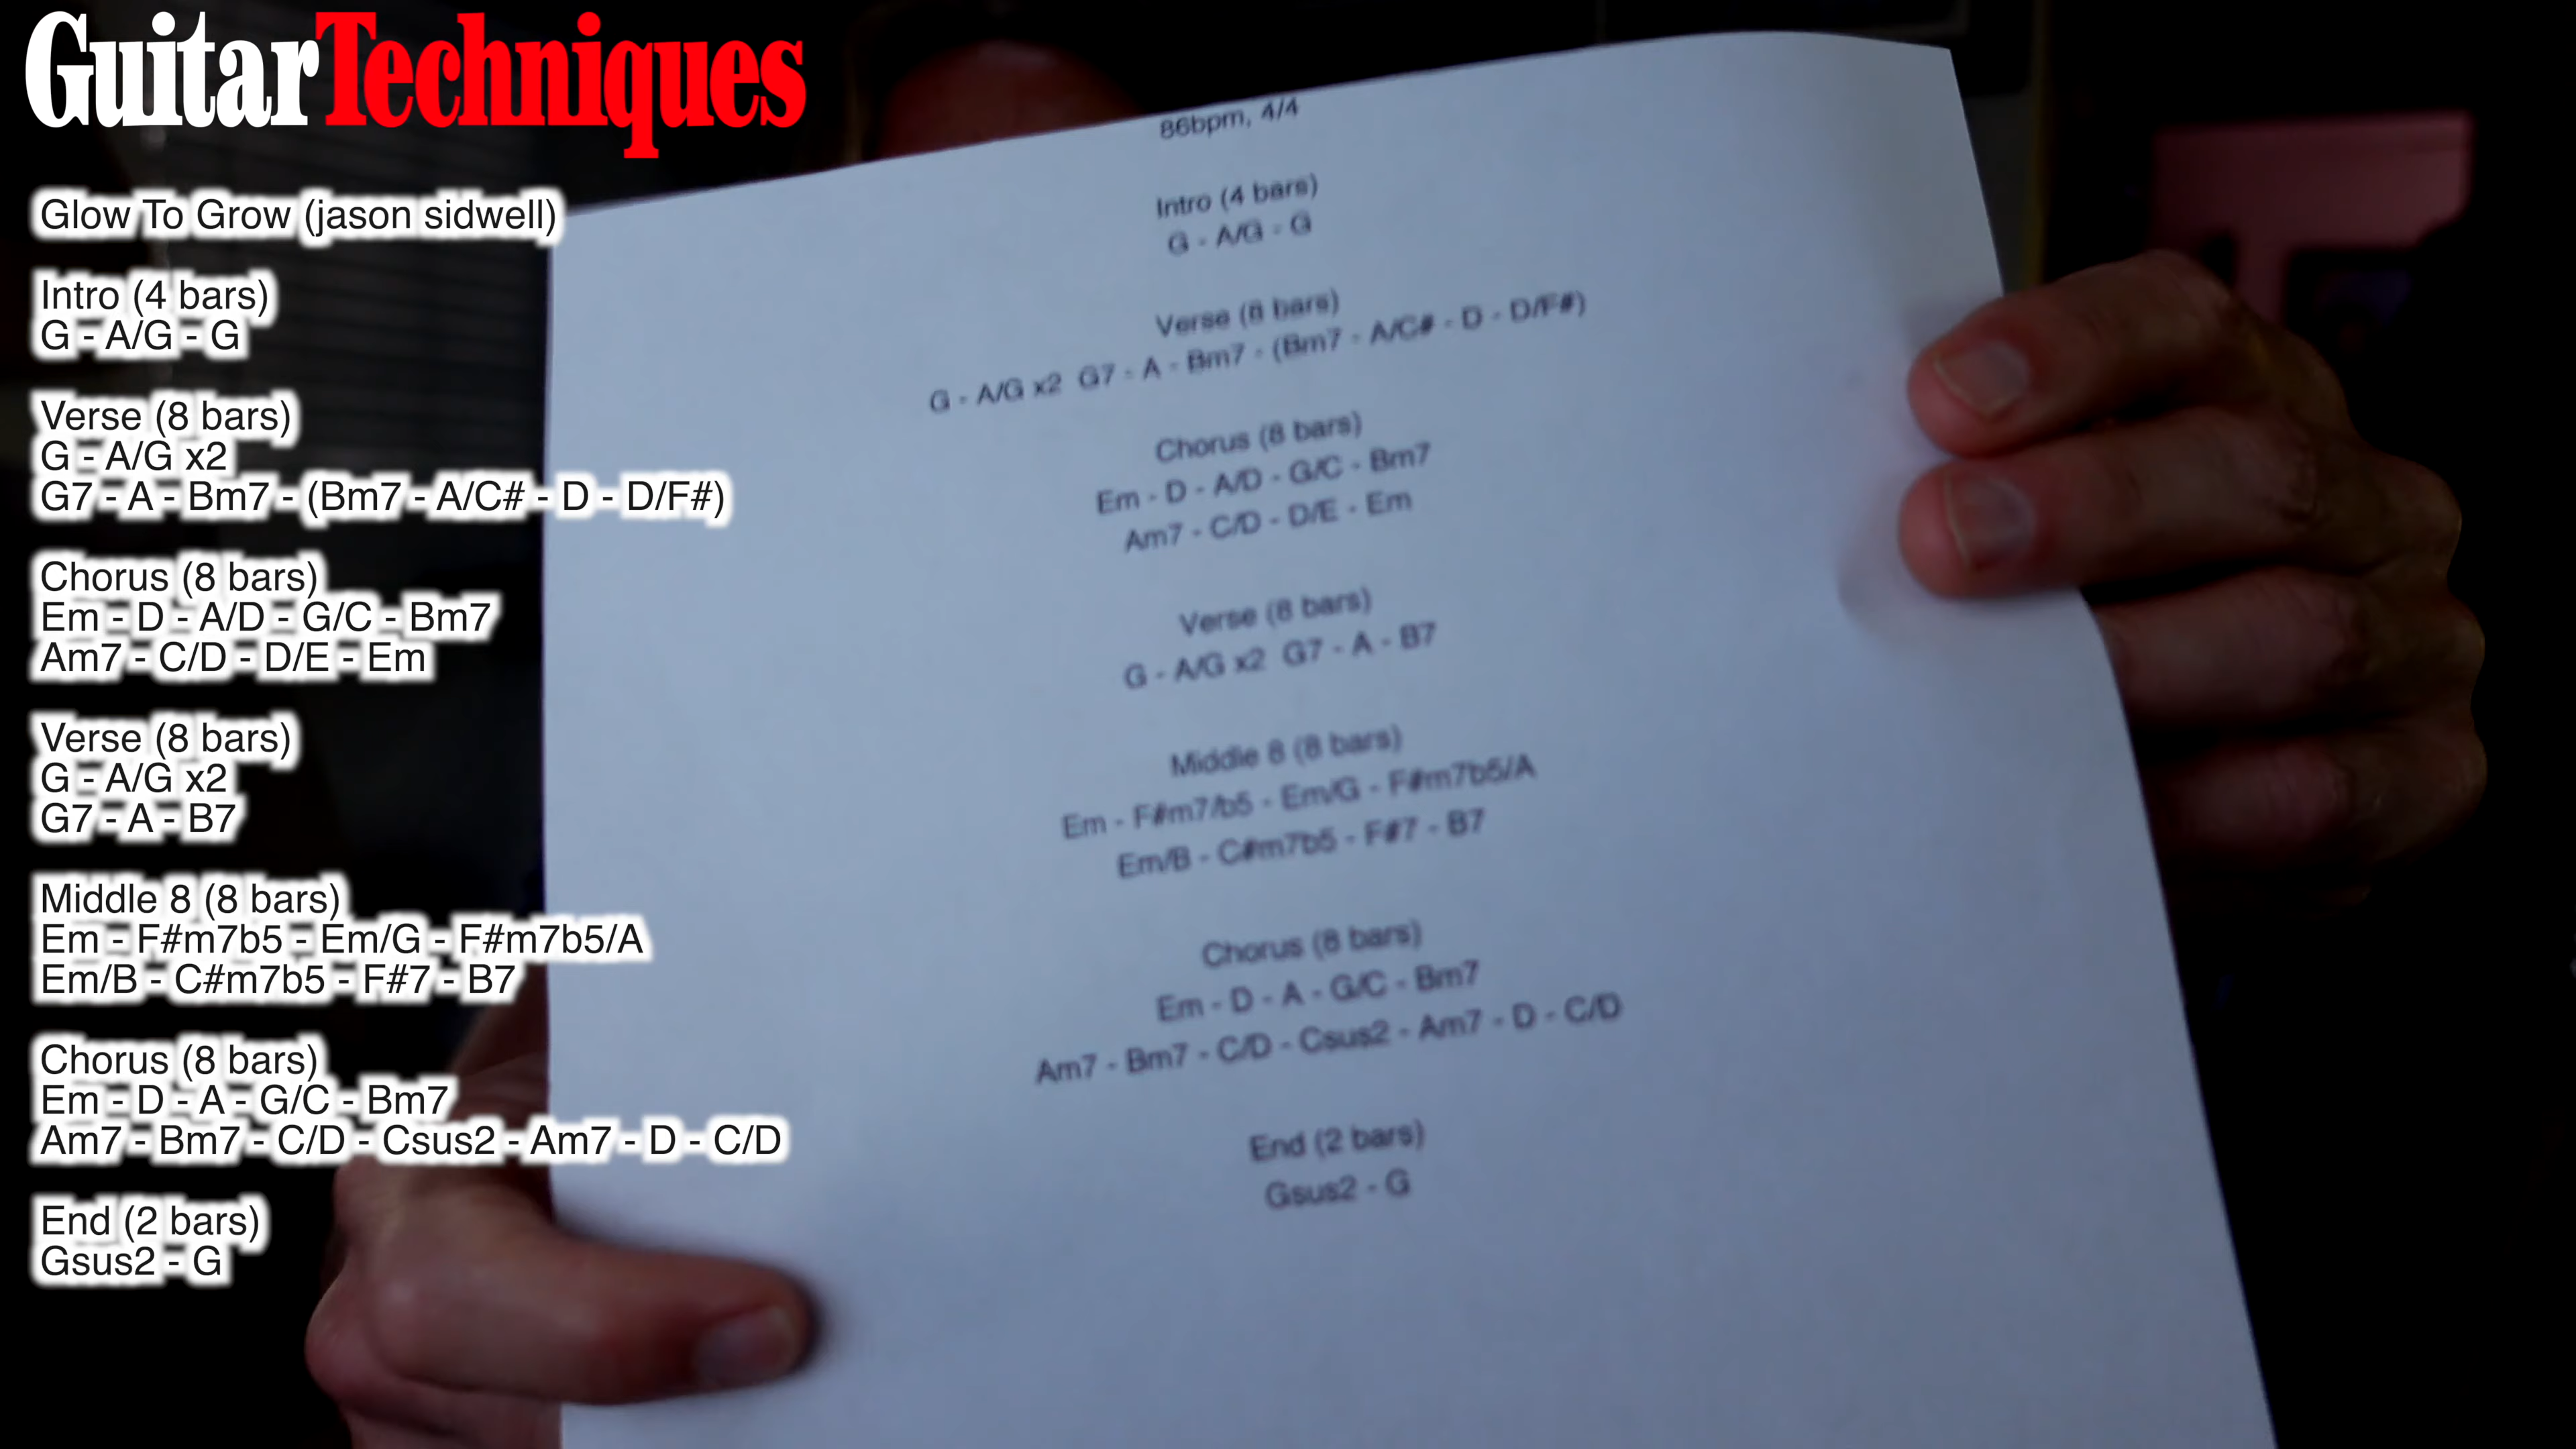 GuitarTechniques
Glow To Grow (jason sidwell)
Intro (4 bars)
G - A/G - G
Verse (8 bars)
G - A/G x2
G7 - A - Bm7 - (Bm7 - A/C# - D - D/F#)
Chorus (8 bars)
Em - D - A/D - G/C - Bm7
Am7 - C/D - D/E - Em
Verse (8 bars)
G - A/G x2
G7 - A - B7
Middle 8 (8 bars)
Em - F#m7b5 - Em/G - F#m7b5/A
Em/B - C#m7b5 - F#7 - B7
Chorus (8 bars)
Em - D - A - G/C - Bm7
Am7 - Bm7 - C/D - Csus2 - Am7 - D - C/D
End (2 bars)
Gsus2 - G
86bpm, 4/4
Intro (4 bars)
G - A/G - G
Verse (8 bars)
G - A/G x2 G7 - A - Bm7 - (Bm7 - A/C# - D - D/F#)
Chorus (8 bars)
Em - D - A/D - G/C - Bm7
Am7 - C/D - D/E - Em
Verse (8 bars)
G - A/G x2 G7 - A - B7
Middle 8 (8 bars)
Em - F#m7/b5 - Em/G - F#m7b5/A
Em/B - C#m7b5 - F#7 - B7
Chorus (8 bars)
Em - D - A - G/C - Bm7
Am7 - Bm7 - C/D - Csus2 - Am7 - D - C/D
End (2 bars)
Gsus2 - G